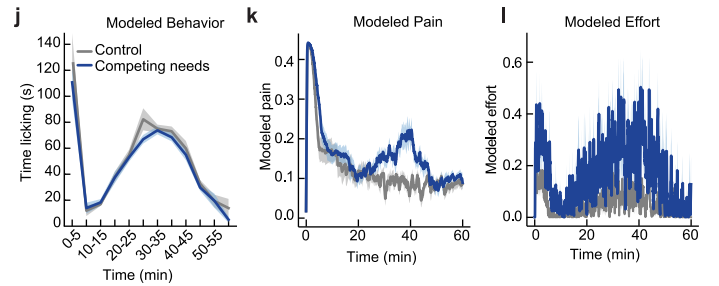 j
Modeled Behavior
Time licking (s)
140
120
100
80
60
40
20
0
Control
Competing needs
0-5
10-15
20-25
30-35
40-45
50-55
Time (min)
k
Modeled Pain
Modeled pain
0.4
0.2
0.1
0.0
0
20
40
60
Time (min)
l
Modeled Effort
Modeled effort
0.6
0.4
0.2
0.0
0
20
40
60
Time (min)